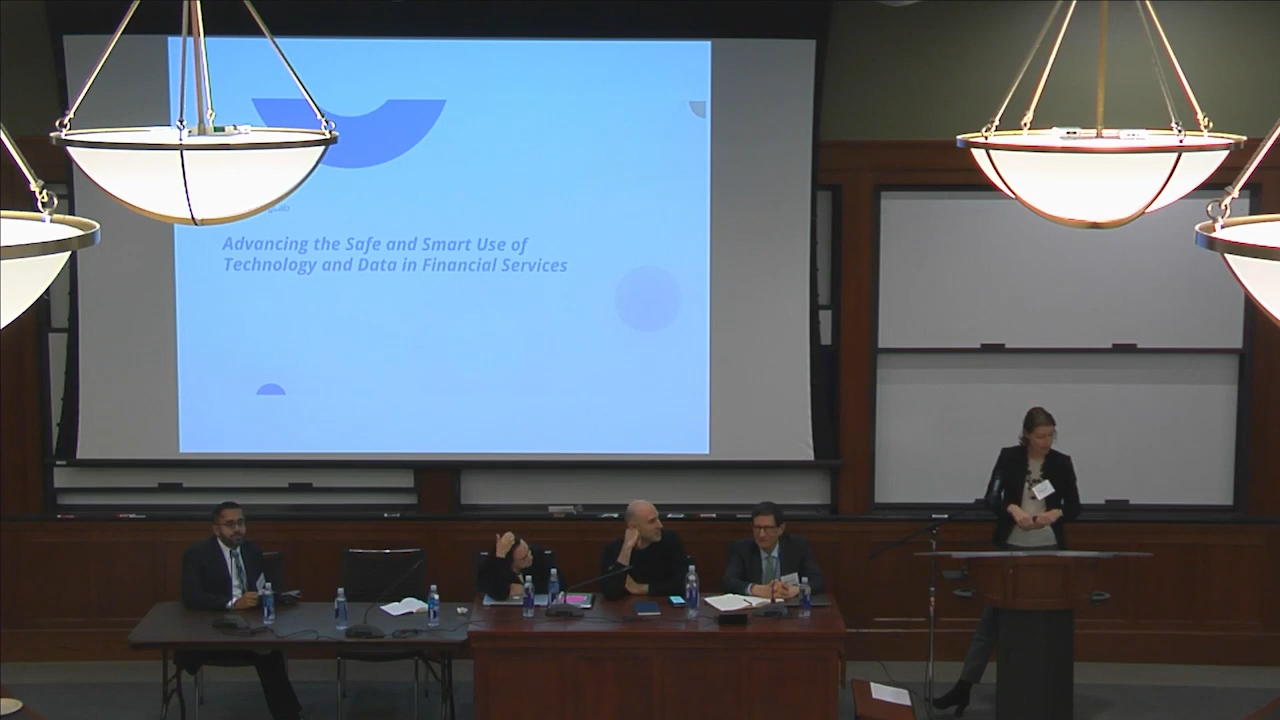 Advancing the Safe and Smart Use of
Technology and Data in Financial Services